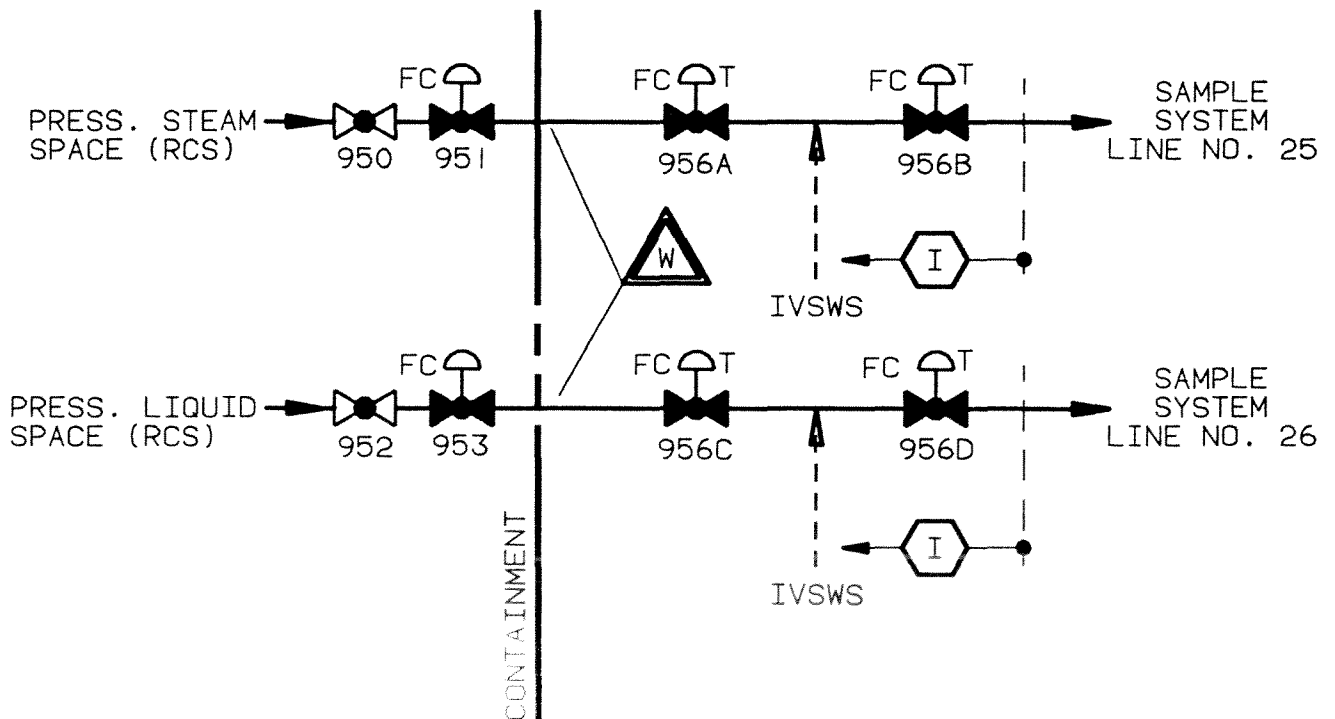 FC
FC T
FC T
PRESS. STEAM
SPACE (RCS)
950
951
956A
956B
SAMPLE
SYSTEM
LINE NO. 25
W
I
IVSWS
FC
FC T
FC T
PRESS. LIQUID
SPACE (RCS)
952
953
956C
956D
SAMPLE
SYSTEM
LINE NO. 26
I
IVSWS
CONTAINMENT